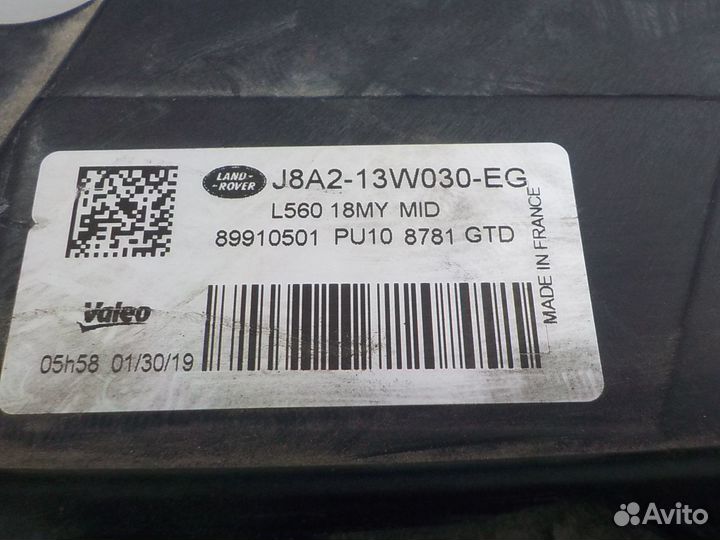 LAND-
-ROVER
J8A2-13W030-EG
L560 18MY MID
89910501 PU10 8781 GTD
MADE IN FRANCE
Valeo
05h58 01/30/19
Avito